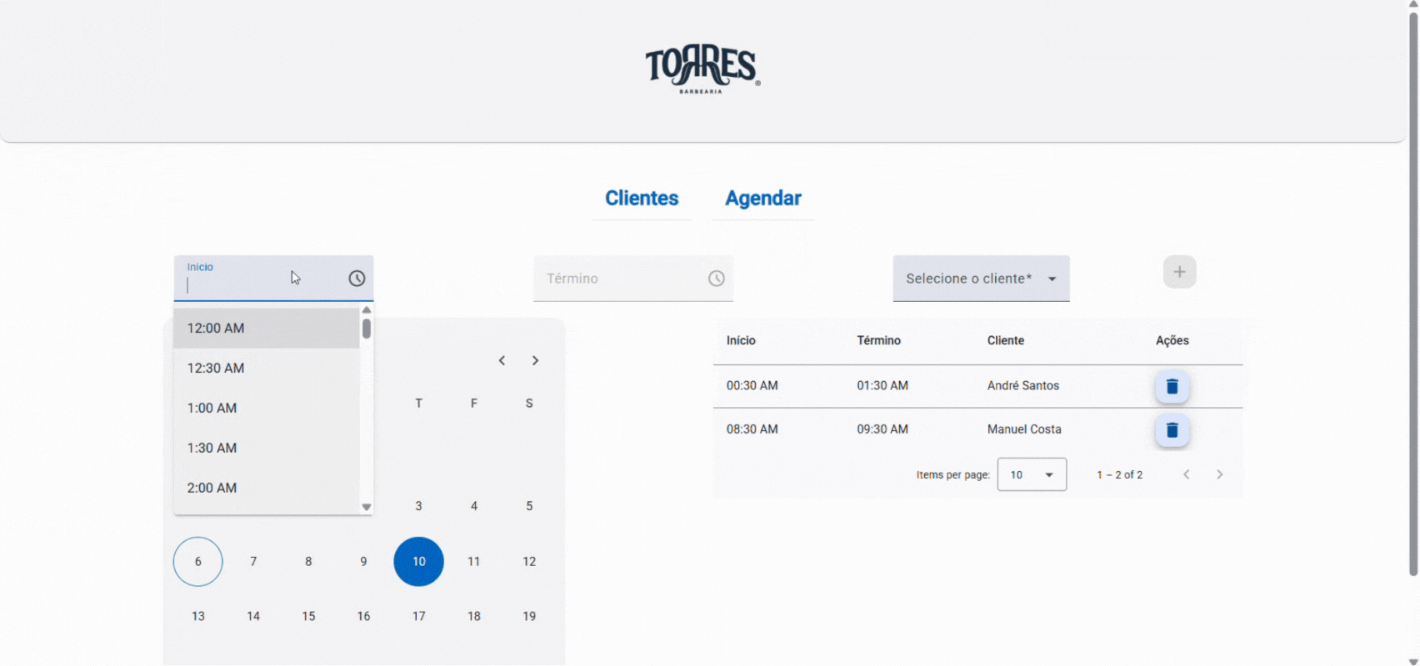 TORRES®
BARBEARIA
Clientes Agendar
Inicio
Término
Selecione o cliente*
+
12:00 AM
12:30 AM
1:00 AM
1:30 AM
2:00 AM
T F S
3 4 5
6 7 8 9 10 11 12
13 14 15 16 17 18 19
Início Término Cliente Ações
00:30 AM 01:30 AM André Santos
08:30 AM 09:30 AM Manuel Costa
Items per page: 10 1 – 2 of 2